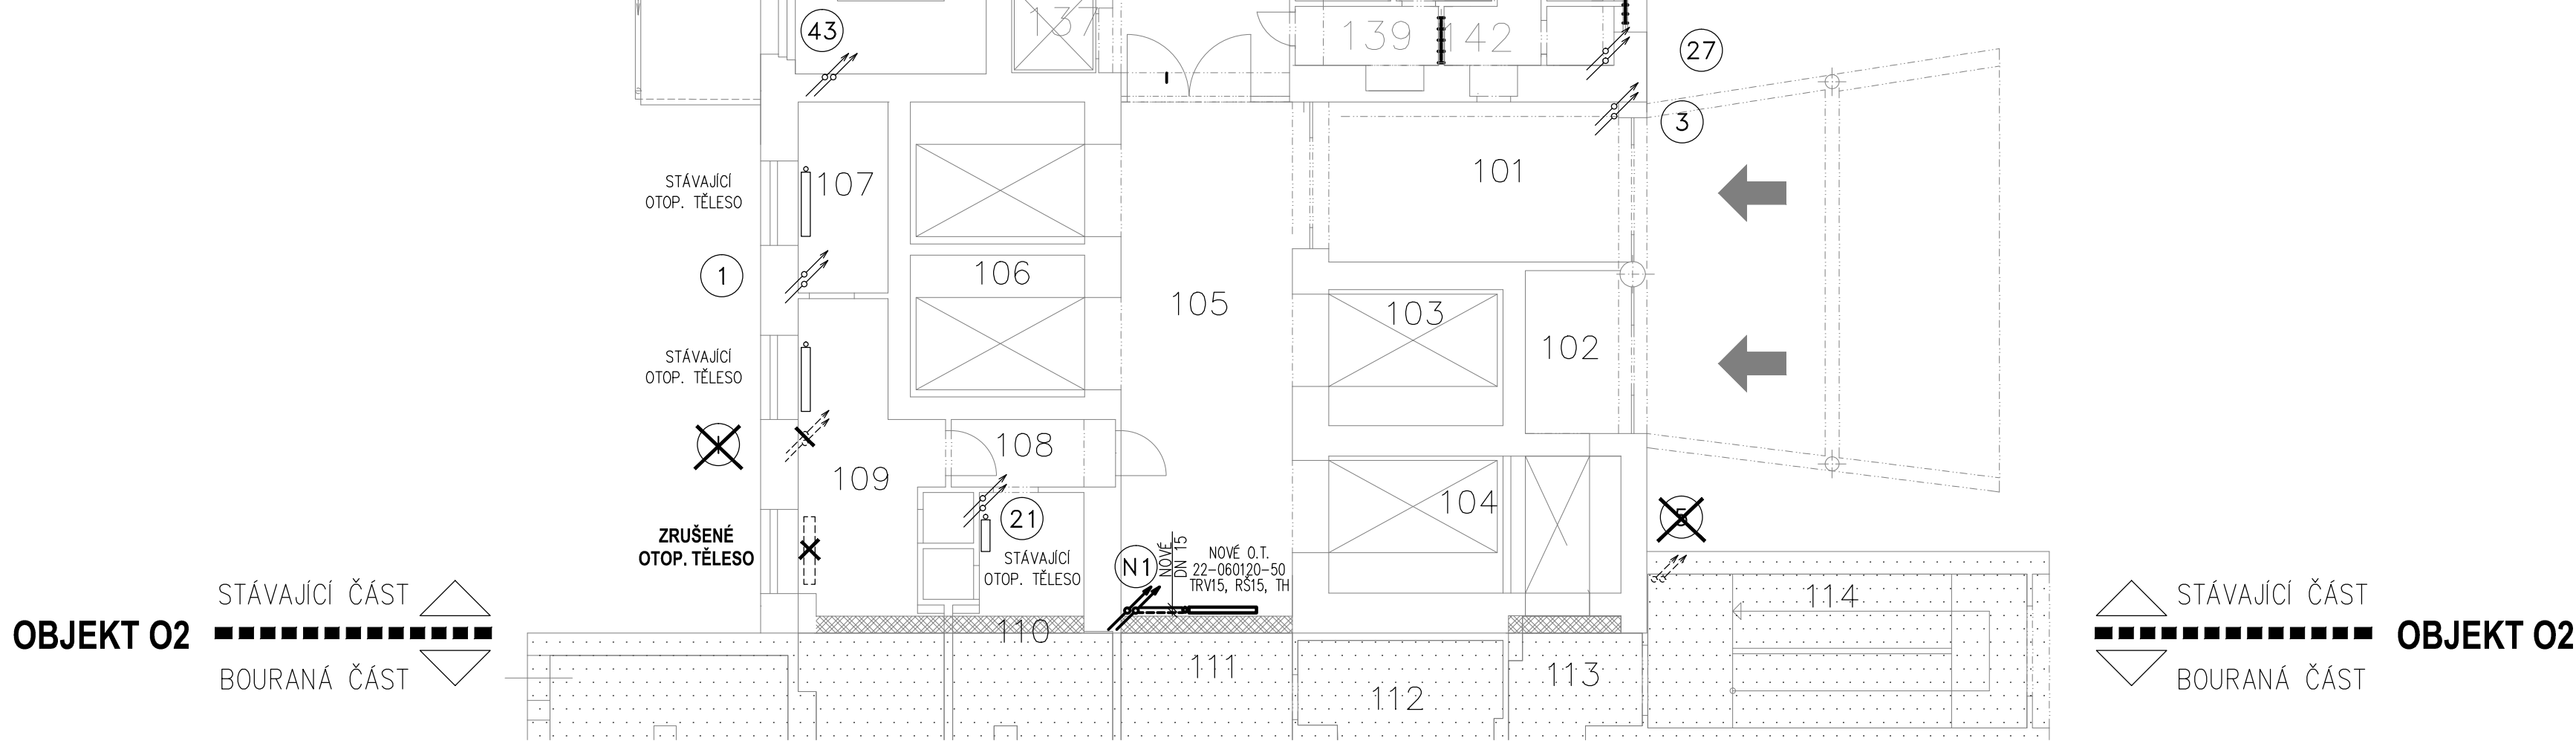 43
137
139
142
27
3
101
107
STÁVAJÍCÍ
OTOP. TĚLESO
1
106
105
103
102
STÁVAJÍCÍ
OTOP. TĚLESO
108
109
104
5
21
ZRUŠENÉ
OTOP. TĚLESO
STÁVAJÍCÍ
OTOP. TĚLESO
N1
NOVÉ
DN 15
NOVÉ O.T.
22-060120-50
TRV15, RŠ15, TH
STÁVAJÍCÍ ČÁST
OBJEKT O2
BOURANÁ ČÁST
110
111
112
113
114
STÁVAJÍCÍ ČÁST
OBJEKT O2
BOURANÁ ČÁST